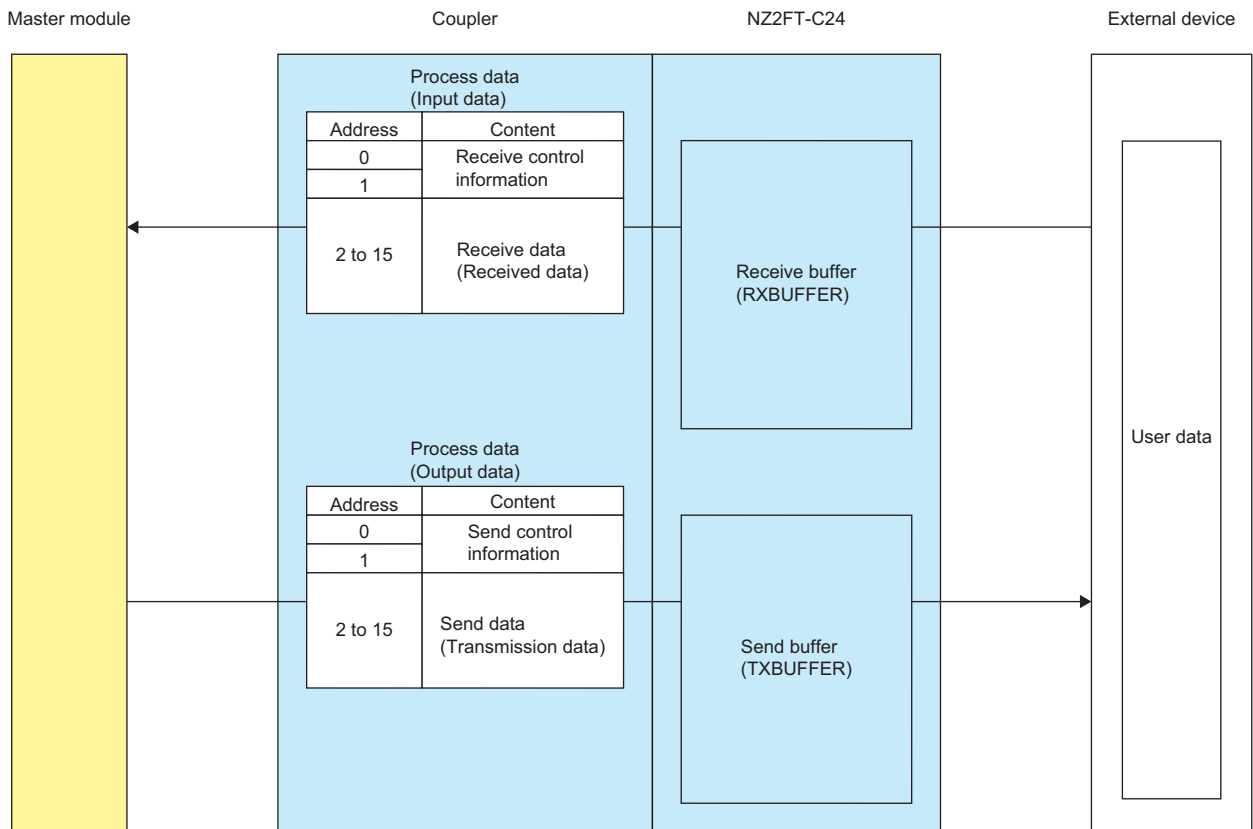 Master module
Coupler
NZ2FT-C24
External device
Process data
(Input data)
Address
Content
0
1
Receive control
information
2 to 15
Receive data
(Received data)
Receive buffer
(RXBUFFER)
User data
Process data
(Output data)
Address
Content
0
1
Send control
information
2 to 15
Send data
(Transmission data)
Send buffer
(TXBUFFER)